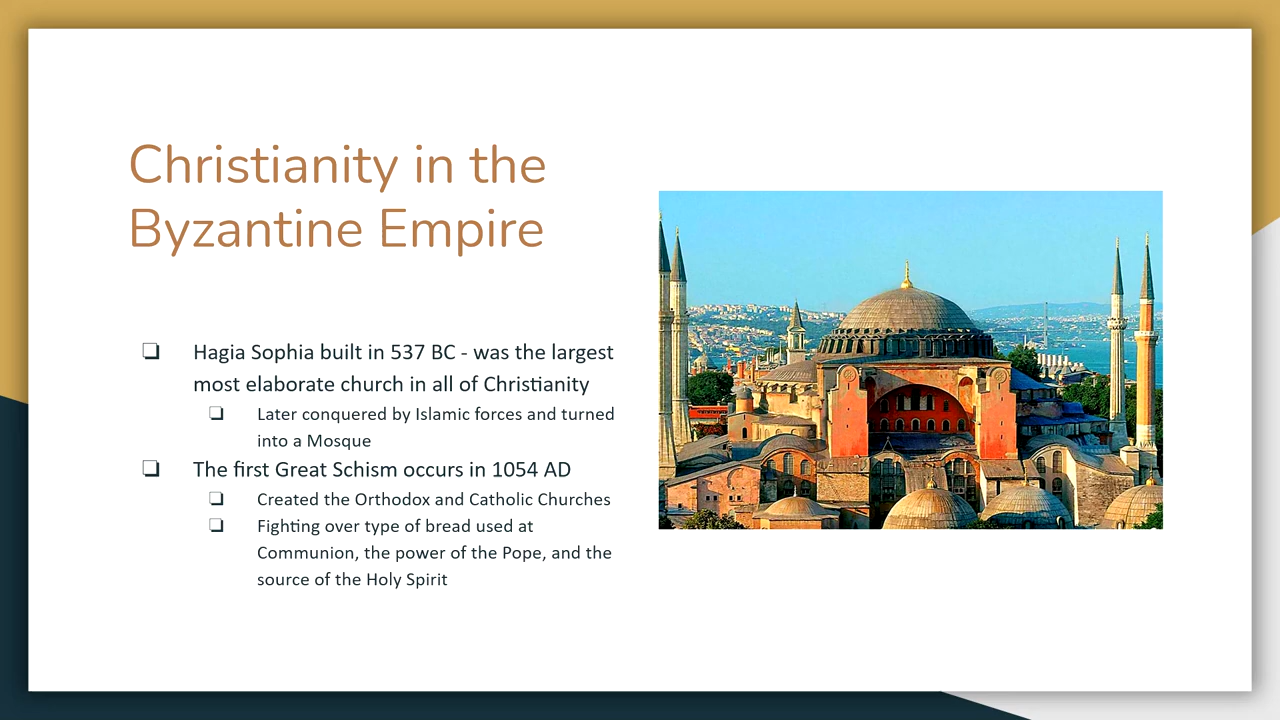 Christianity in the
Byzantine Empire
❏ Hagia Sophia built in 537 BC - was the largest
most elaborate church in all of Christianity
❏ Later conquered by Islamic forces and turned
into a Mosque
❏ The first Great Schism occurs in 1054 AD
❏ Created the Orthodox and Catholic Churches
❏ Fighting over type of bread used at
Communion, the power of the Pope, and the
source of the Holy Spirit